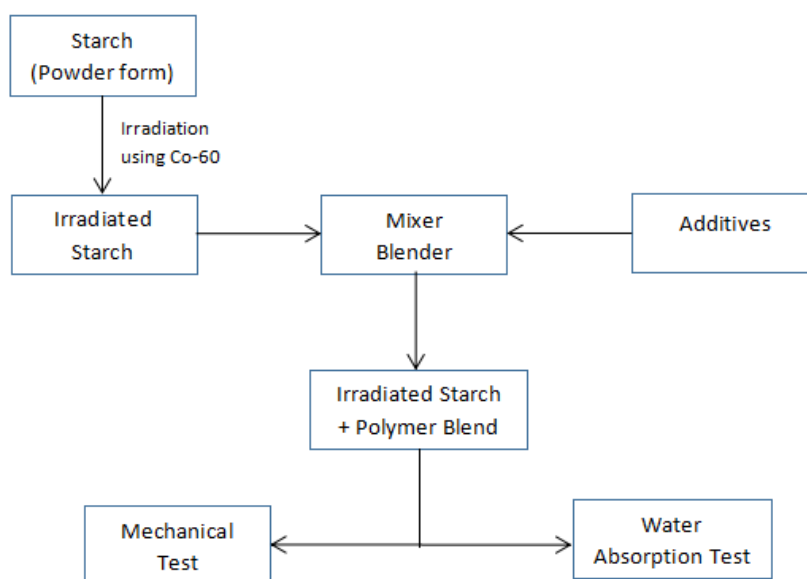 Starch
(Powder form)
Irradiation
using Co-60
Irradiated
Starch
Mixer
Blender
Additives
Irradiated Starch
+ Polymer Blend
Mechanical
Test
Water
Absorption Test